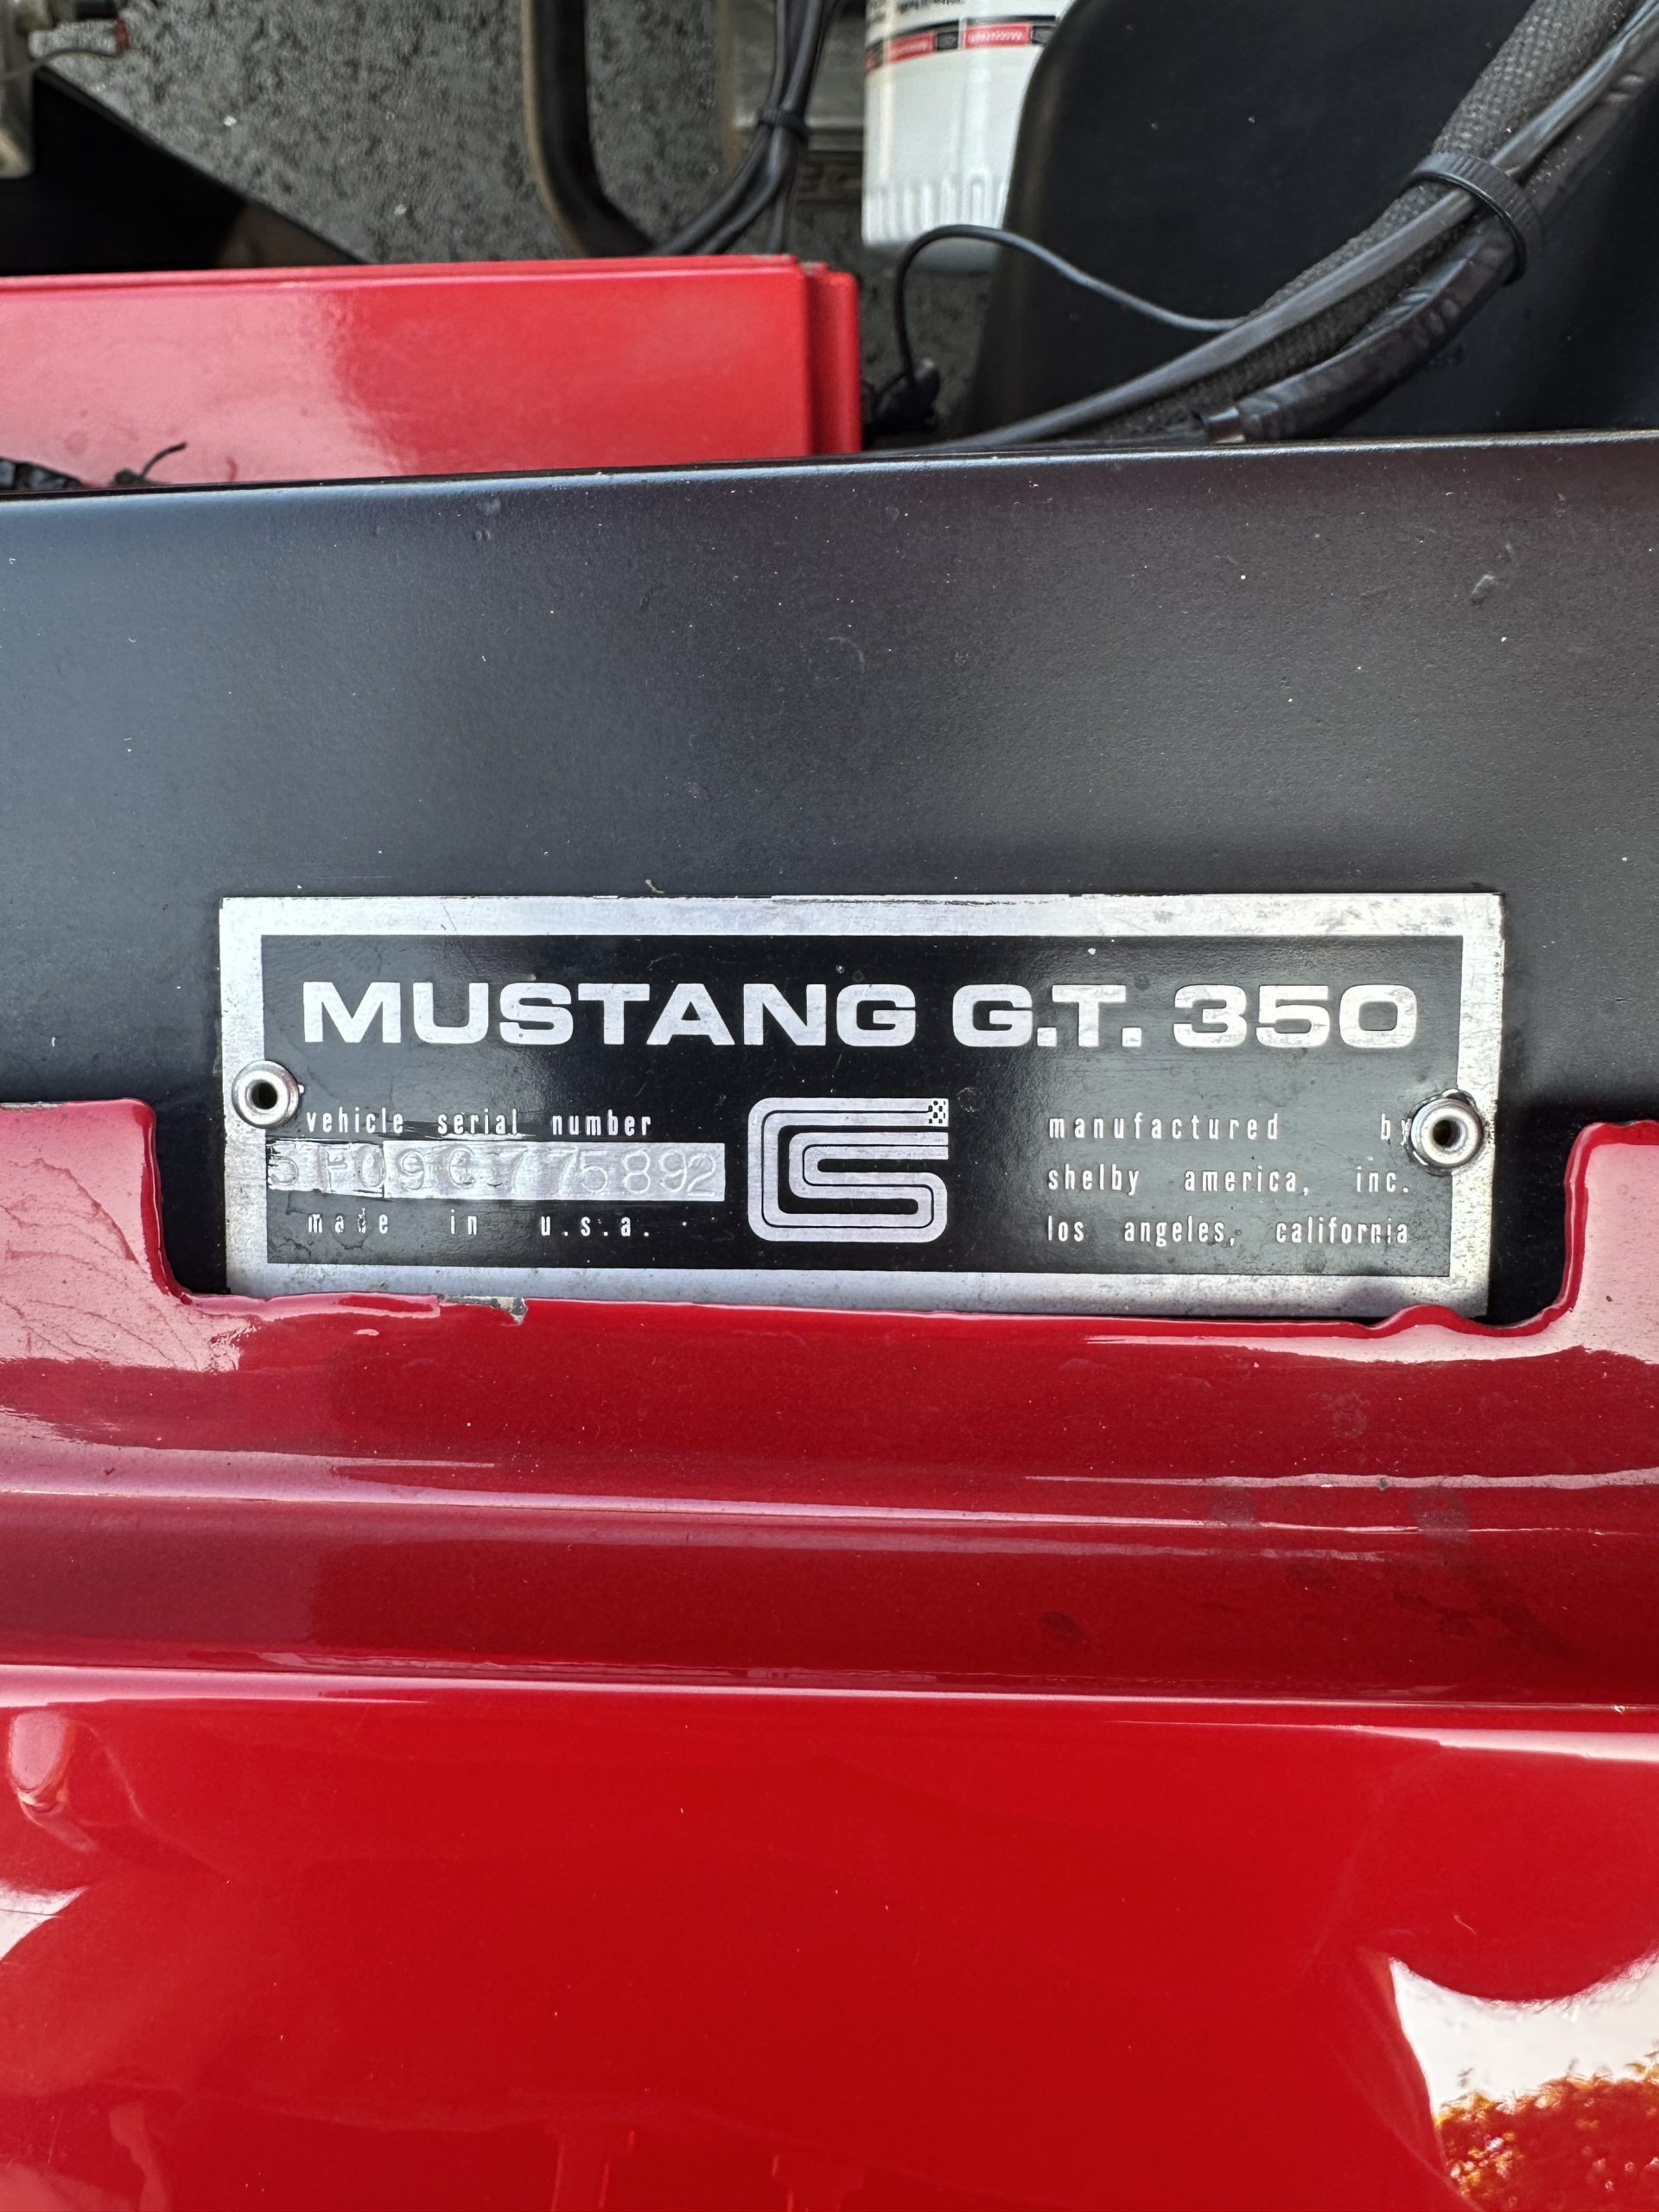 MUSTANG G.T. 350
vehicle serial number
5F09C775892
made in u.s.a.
manufactured by
shelby america, inc.
los angeles, california